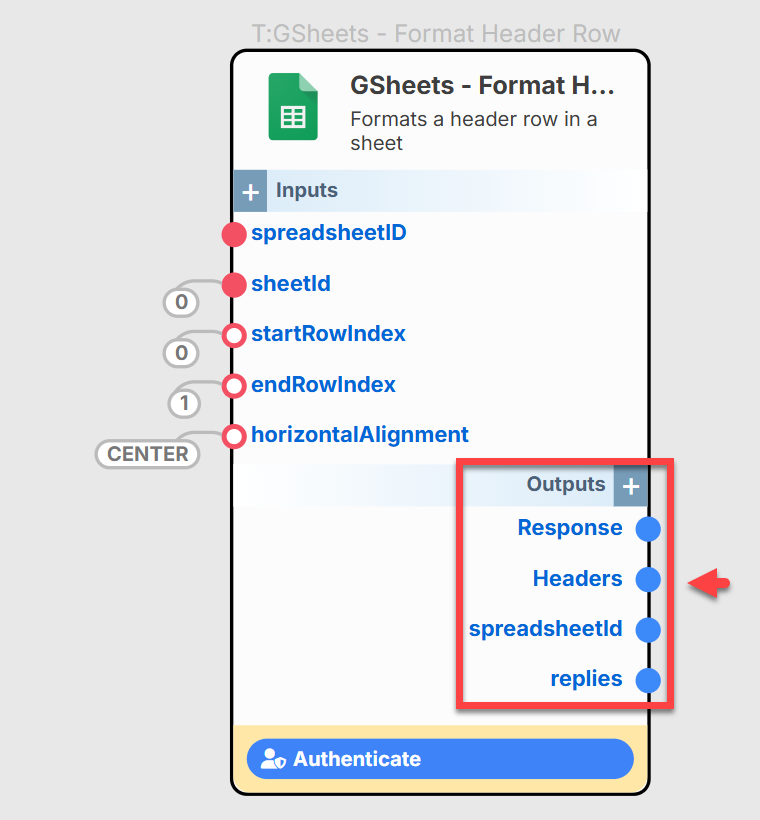 T:GSheets - Format Header Row
GSheets - Format H...
Formats a header row in a
sheet
+ Inputs
spreadsheetID
sheetId
0
startRowIndex
0
endRowIndex
1
horizontalAlignment
CENTER
Outputs +
Response
Headers
spreadsheetId
replies
Authenticate